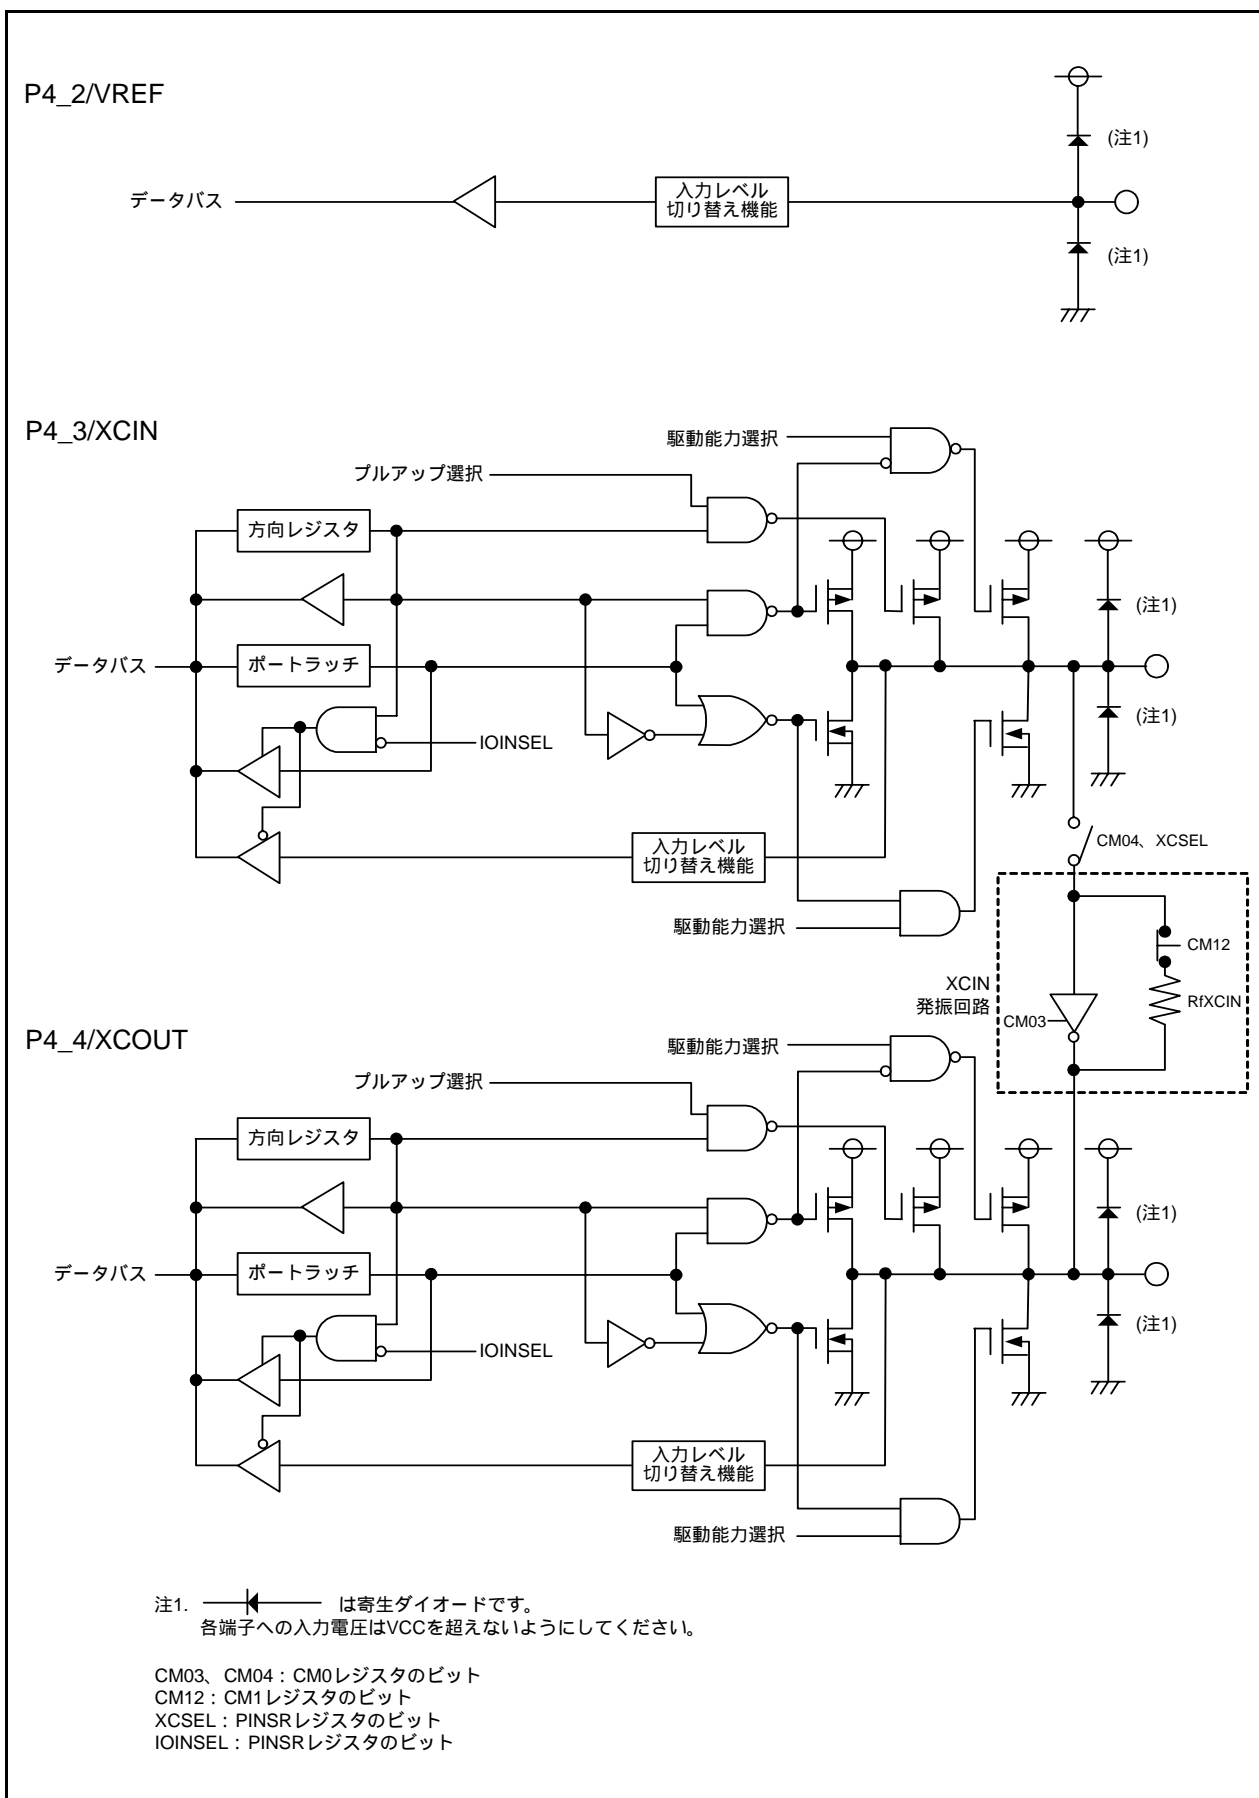 P4_2/VREF
(注1)
データバス
入力レベル
切り替え機能
(注1)
P4_3/XCIN
駆動能力選択
プルアップ選択
方向レジスタ
(注1)
データバス
ポートラッチ
(注1)
IOINSEL
入力レベル
切り替え機能
CM04、XCSEL
駆動能力選択
CM12
XCIN
発振回路
RfXCIN
CM03
P4_4/XCOUT
駆動能力選択
プルアップ選択
方向レジスタ
(注1)
データバス
ポートラッチ
(注1)
IOINSEL
入力レベル
切り替え機能
駆動能力選択
注1. は寄生ダイオードです。
各端子への入力電圧はVCCを超えないようにしてください。
CM03、CM04：CM0レジスタのビット
CM12：CM1レジスタのビット
XCSEL：PINSRレジスタのビット
IOINSEL：PINSRレジスタのビット